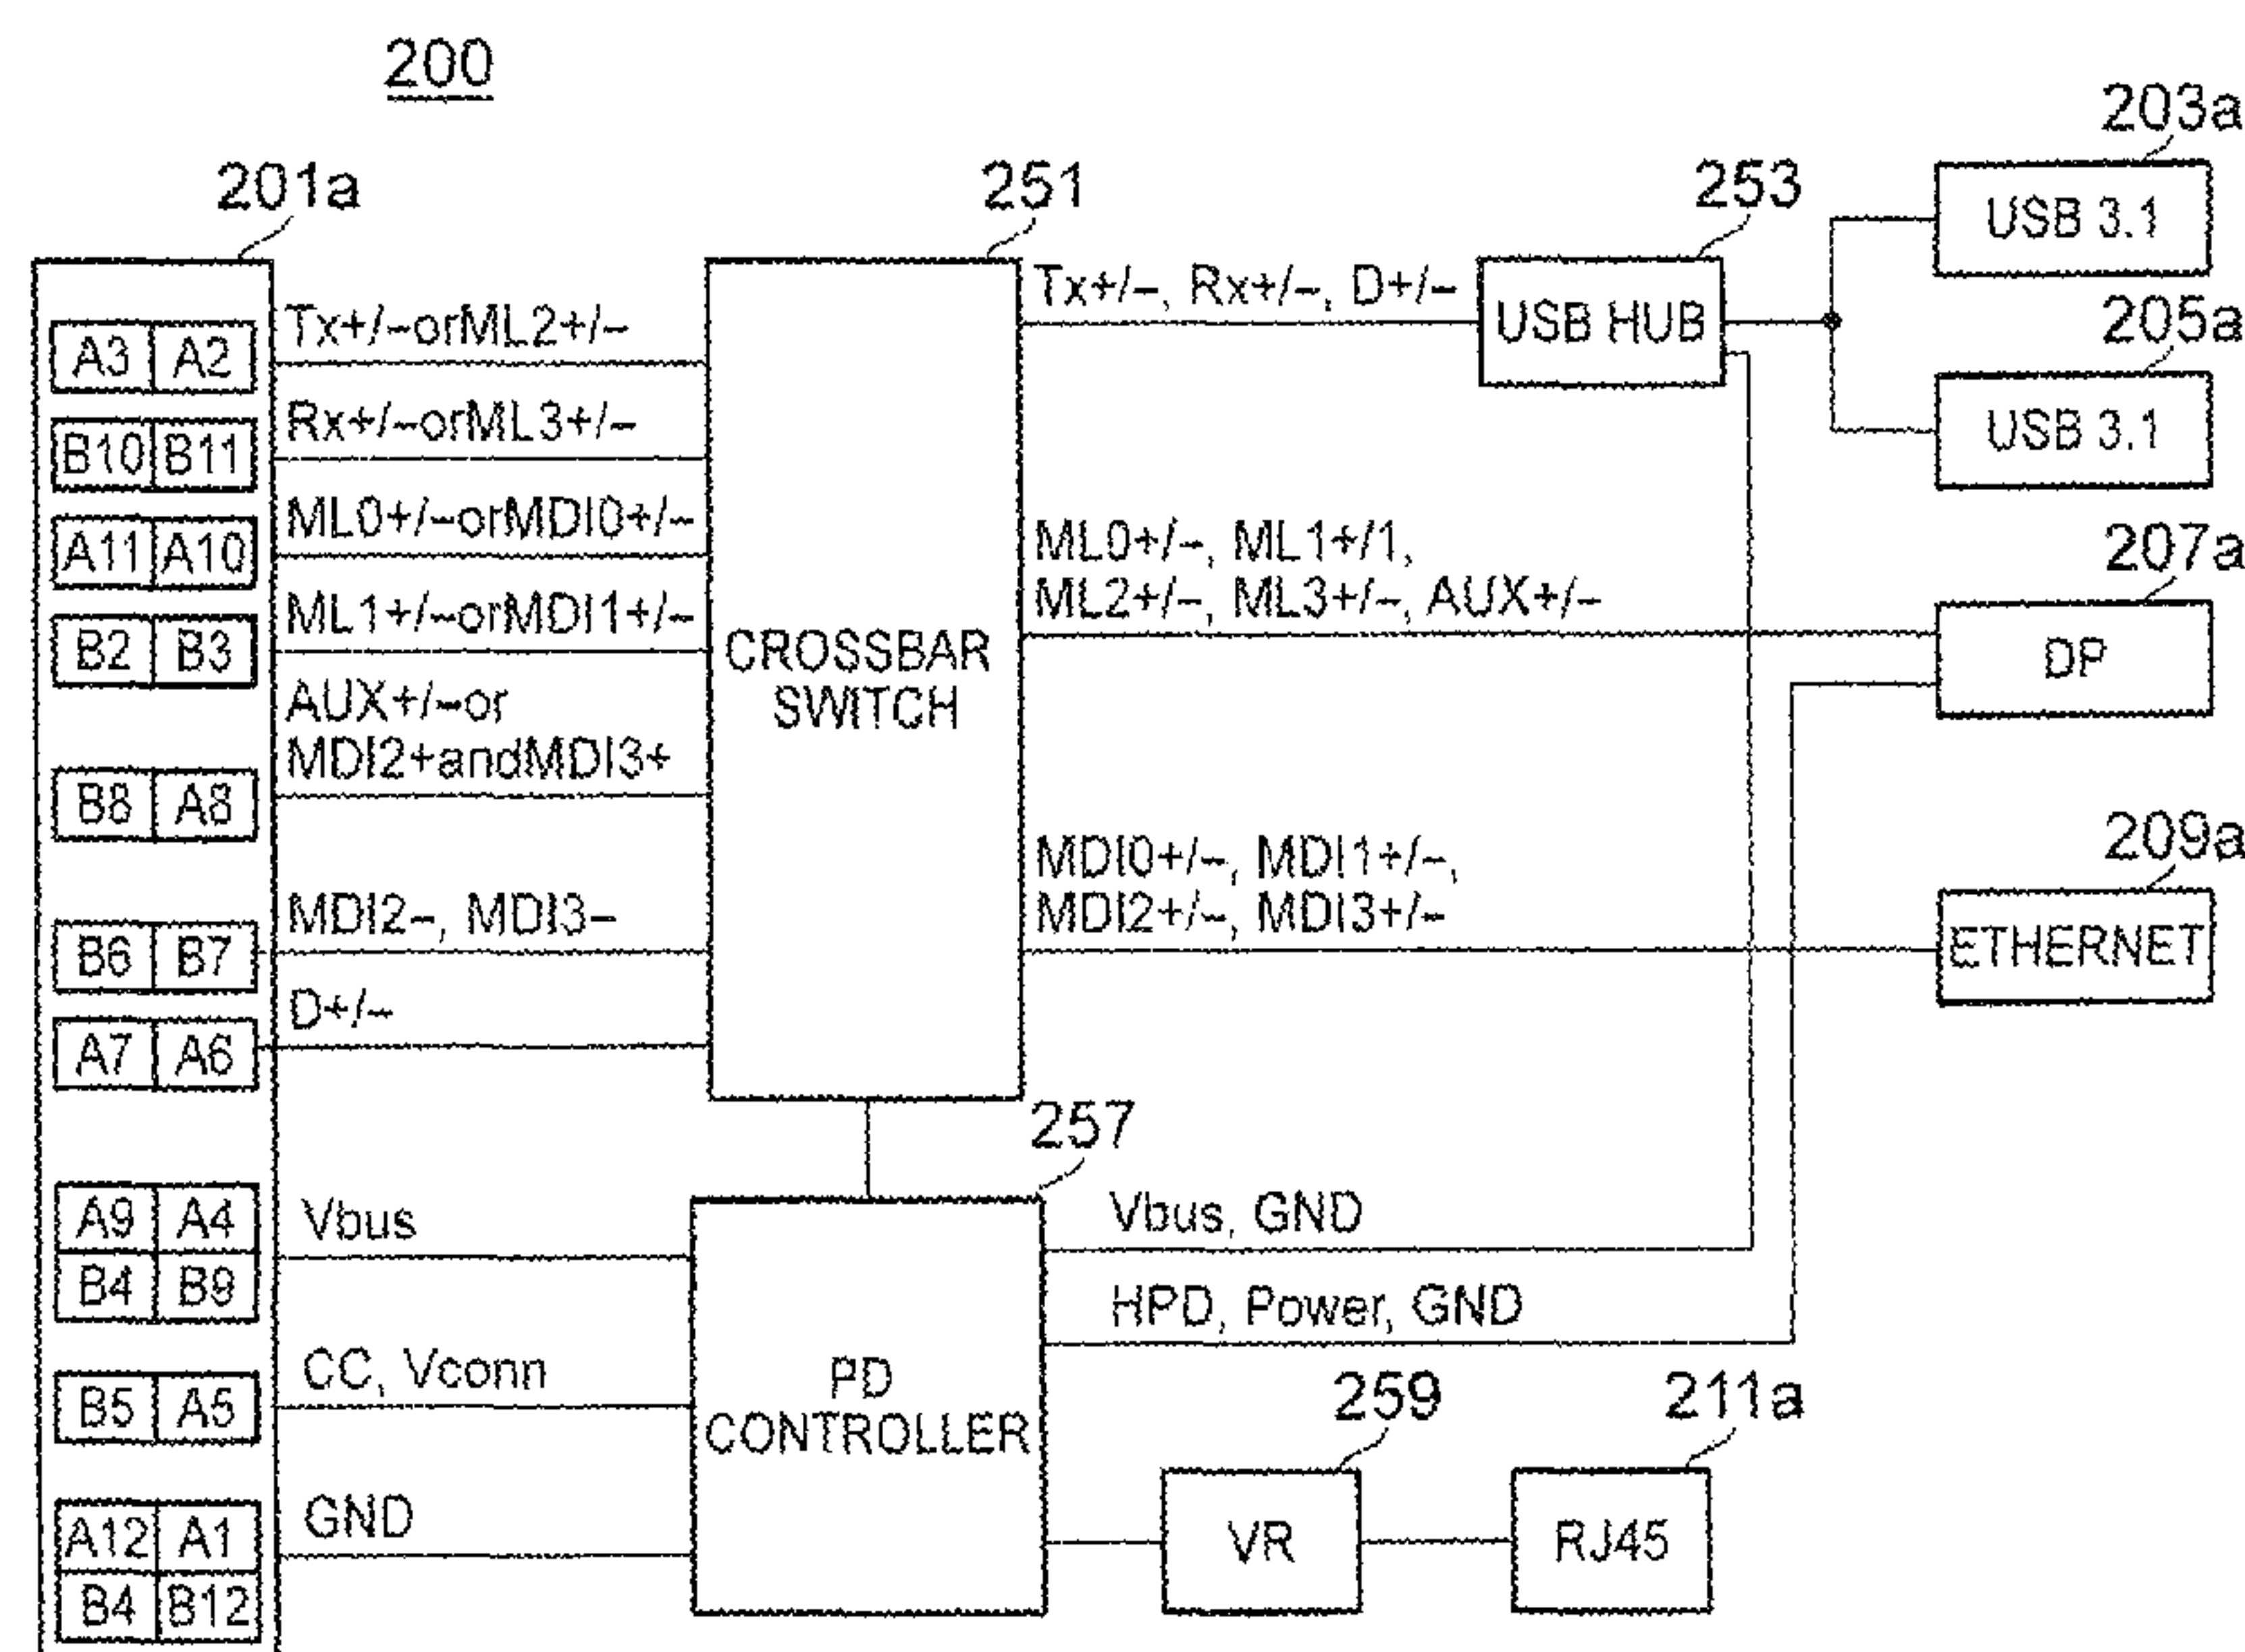 200
201a
251
253
203a
USB 3.1
205a
USB 3.1
207a
DP
209a
ETHERNET
A3 A2
Tx+/-orML2+/-
B10 B11
Rx+/-orML3+/-
A11 A10
ML0+/-orMDI0+/-
B2 B3
ML1+/-orMDI1+/-
B8 A8
AUX+/-or
MDI2+andMDI3+
B6 B7
MDI2-, MDI3-
A7 A6
D+/-
CROSSBAR
SWITCH
Tx+/-, Rx+/-, D+/-
USB HUB
ML0+/-, ML1+/1,
ML2+/-, ML3+/-, AUX+/-
MDI0+/-, MDI1+/-,
MDI2+/-, MDI3+/-
257
A9 A4
B4 B9
Vbus
B5 A5
CC, Vconn
A12 A1
B4 B12
GND
PD
CONTROLLER
Vbus, GND
HPD, Power, GND
259
VR
211a
RJ45